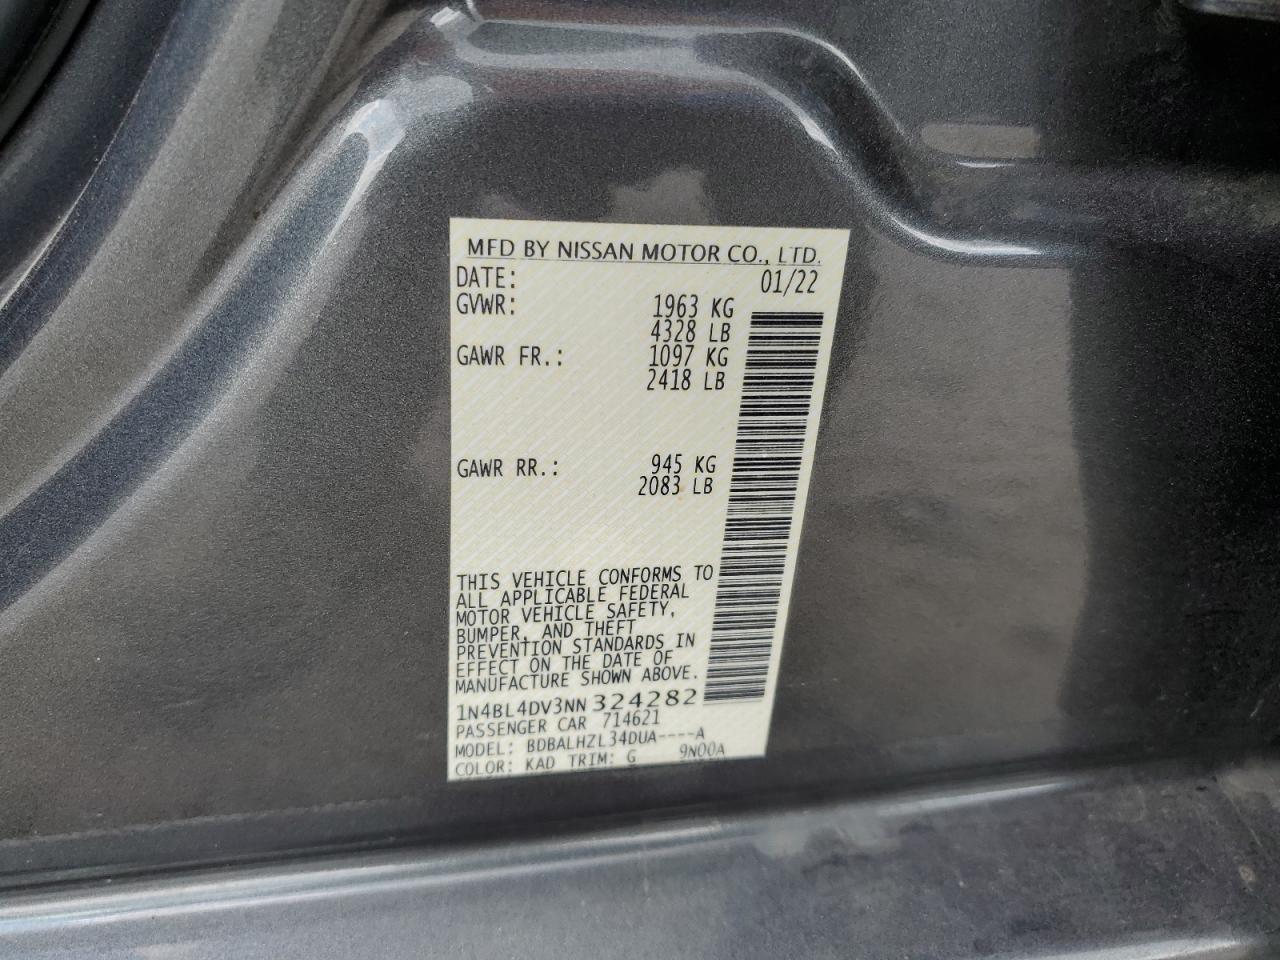 MFD BY NISSAN MOTOR CO., LTD.
DATE: 01/22
GVWR: 1963 KG
4328 LB
GAWR FR.: 1097 KG
2418 LB
GAWR RR.: 945 KG
2083 LB
THIS VEHICLE CONFORMS TO
ALL APPLICABLE FEDERAL
MOTOR VEHICLE SAFETY,
BUMPER, AND THEFT
PREVENTION STANDARDS IN
EFFECT ON THE DATE OF
MANUFACTURE SHOWN ABOVE.
1N4BL4DV3NN324282
PASSENGER CAR 714621
MODEL: BDBALHZL34DUA----A
COLOR: KAD TRIM: G 9N00A